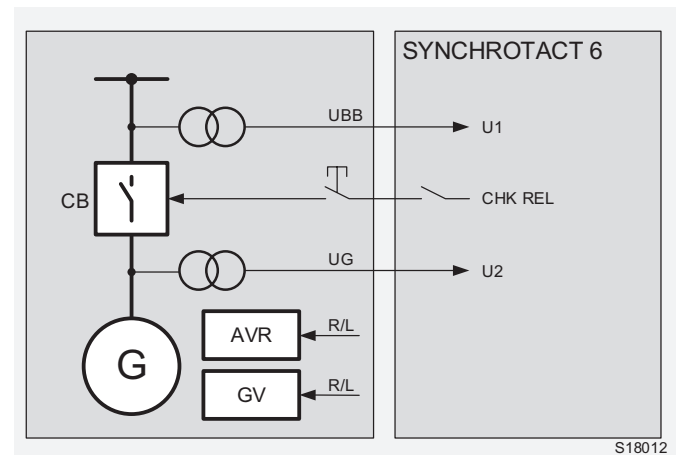 SYNCHROTACT 6
UBB
U1
CB
CHK REL
UG
U2
AVR
R/L
G
GV
R/L
S18012